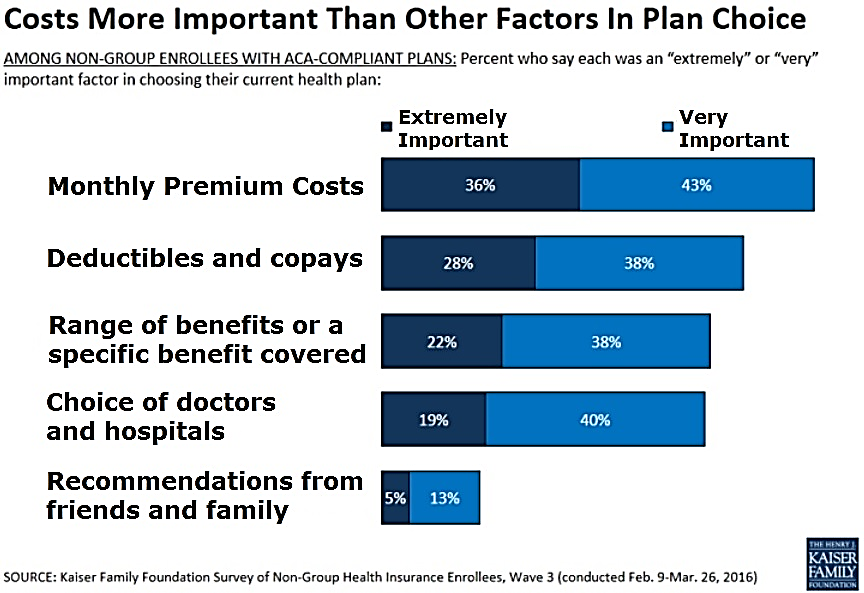 Costs More Important Than Other Factors In Plan Choice
AMONG NON-GROUP ENROLLEES WITH ACA-COMPLIANT PLANS: Percent who say each was an “extremely” or “very”
important factor in choosing their current health plan:
Extremely
Important
Very
Important
Monthly Premium Costs
36%
43%
Deductibles and copays
28%
38%
Range of benefits or a
specific benefit covered
22%
38%
Choice of doctors
and hospitals
19%
40%
Recommendations from
friends and family
5%
13%
SOURCE: Kaiser Family Foundation Survey of Non-Group Health Insurance Enrollees, Wave 3 (conducted Feb. 9-Mar. 26, 2016)
THE HENRY J.
KAISER
FAMILY
FOUNDATION